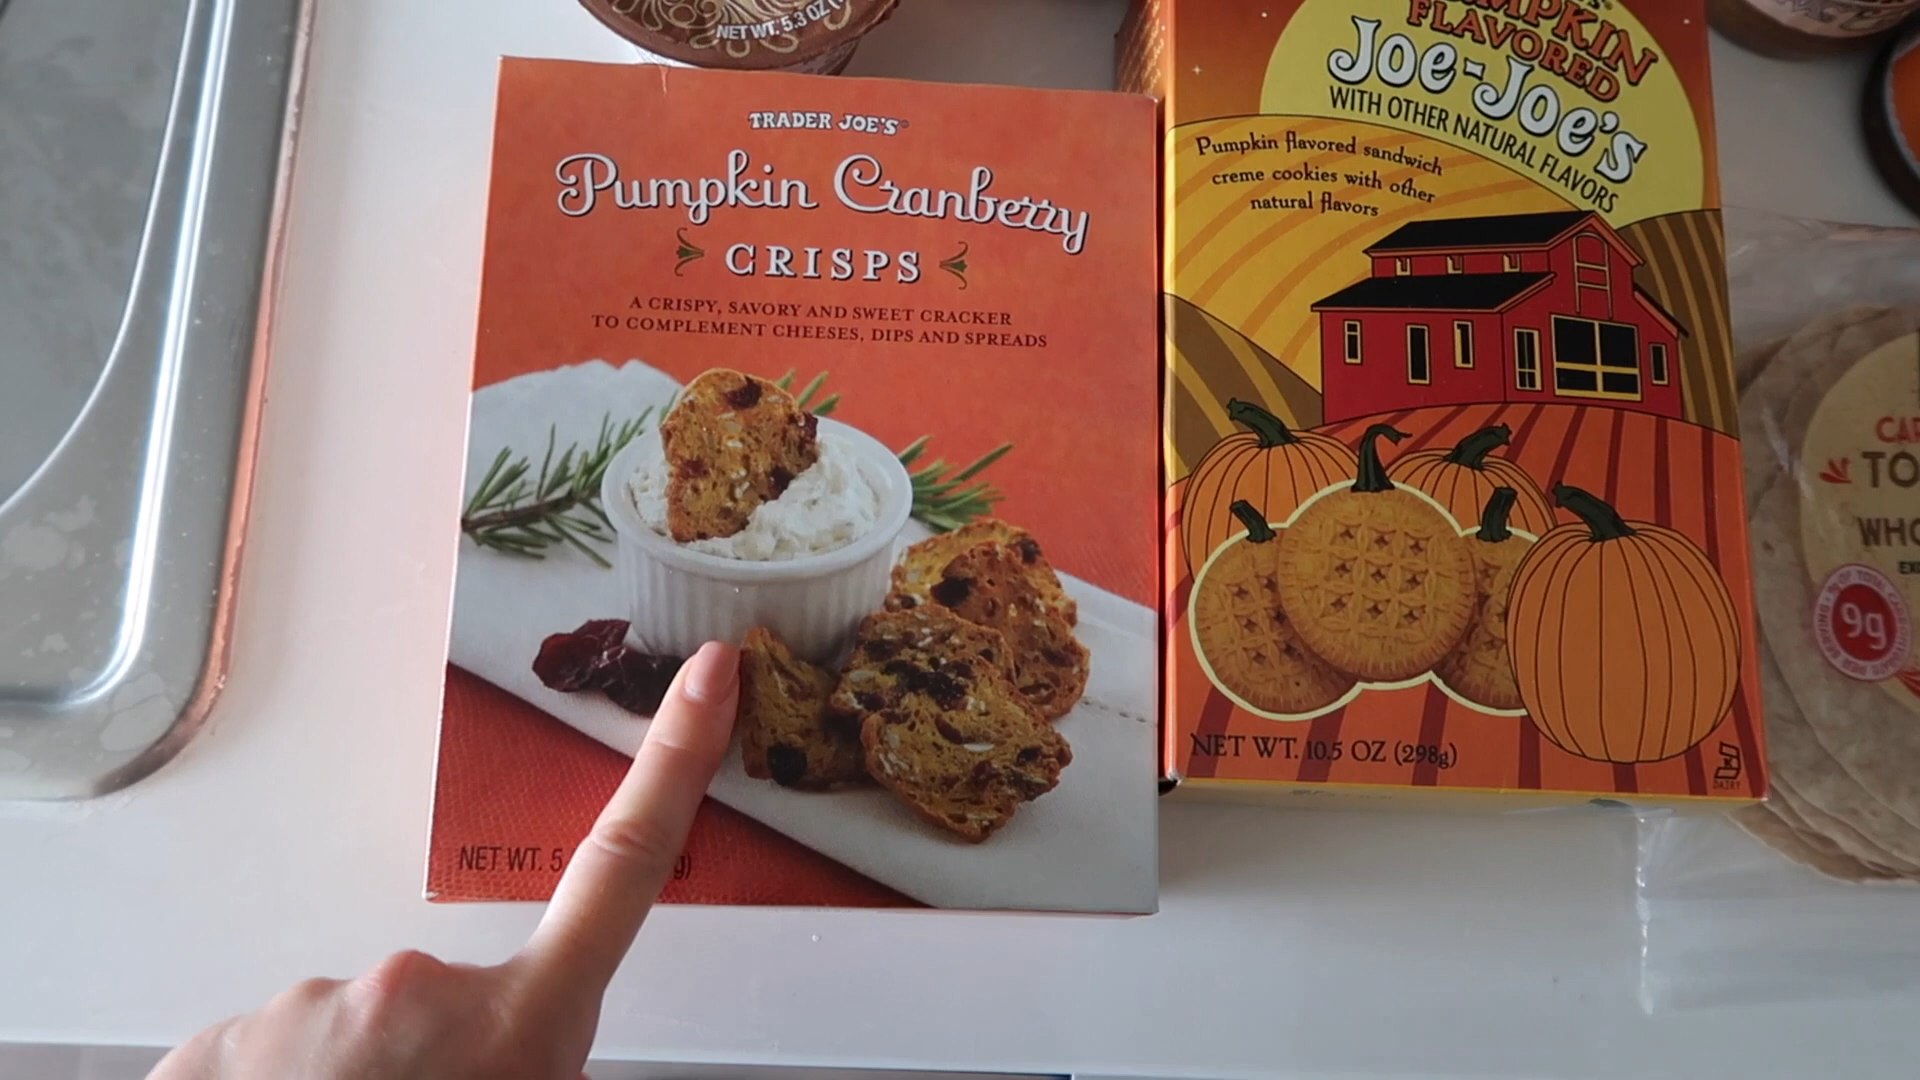 NET WT. 5.3 OZ
TRADER JOE'S
Pumpkin Cranberry
CRISPS
A CRISPY, SAVORY AND SWEET CRACKER
TO COMPLEMENT CHEESES, DIPS AND SPREADS
NET WT. 5
g)
FLAVORED
JOE-JOE'S
WITH OTHER NATURAL FLAVORS
Pumpkin flavored sandwich
creme cookies with other
natural flavors
NET WT. 10.5 OZ (298g)
DAIRY
9g